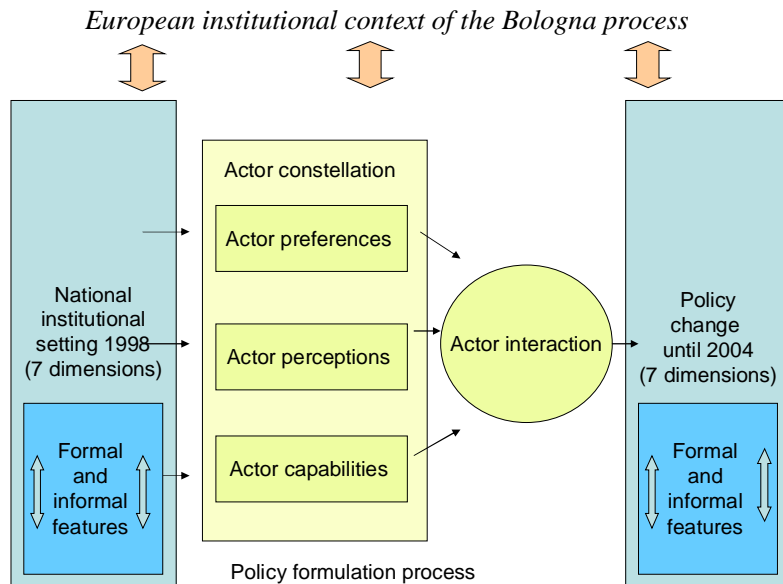 European institutional context of the Bologna process
Actor constellation
Actor preferences
National
institutional
setting 1998
(7 dimensions)
Actor perceptions
Actor interaction
Policy
change
until 2004
(7 dimensions)
Formal
and
informal
features
Actor capabilities
Formal
and
informal
features
Policy formulation process